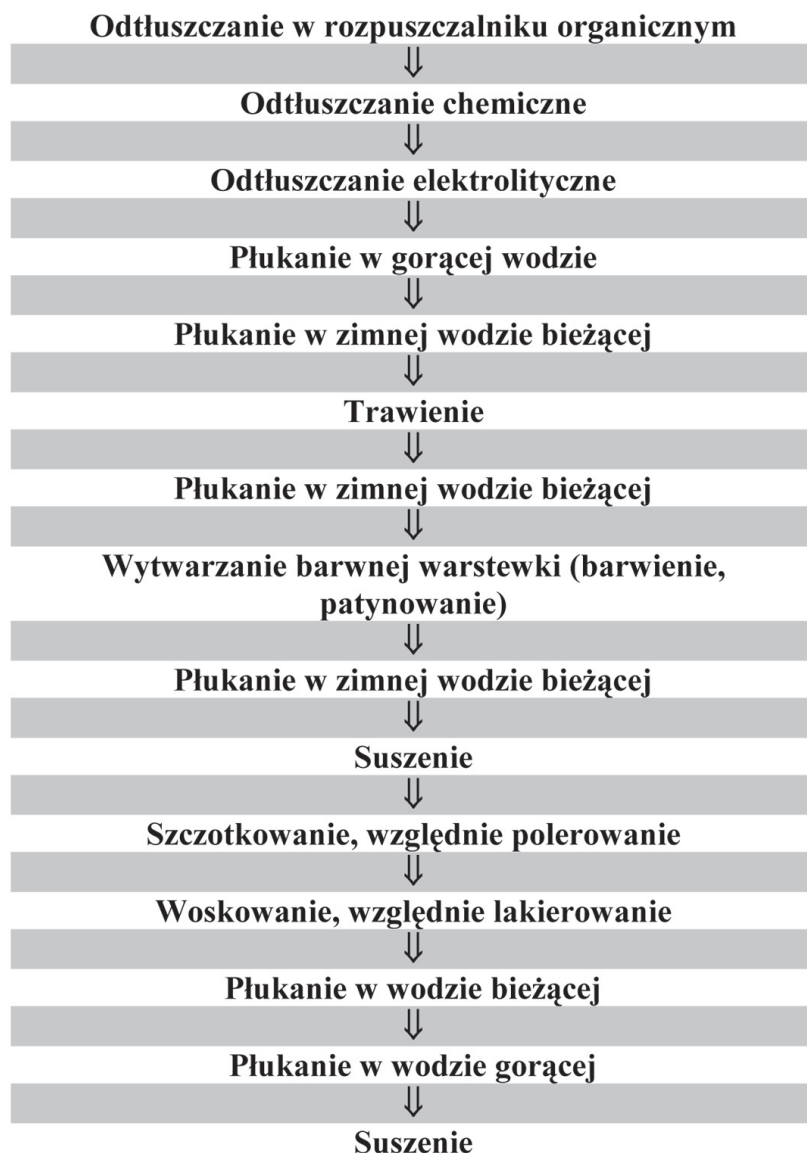 Odtłuszczanie w rozpuszczalniku organicznym
⇓
Odtłuszczanie chemiczne
⇓
Odtłuszczanie elektrolityczne
⇓
Płukanie w gorącej wodzie
⇓
Płukanie w zimnej wodzie bieżącej
⇓
Trawienie
⇓
Płukanie w zimnej wodzie bieżącej
⇓
Wytwarzanie barwnej warstewki (barwienie,
patynowanie)
⇓
Płukanie w zimnej wodzie bieżącej
⇓
Suszenie
⇓
Szczotkowanie, względnie polerowanie
⇓
Woskowanie, względnie lakierowanie
⇓
Płukanie w wodzie bieżącej
⇓
Płukanie w wodzie gorącej
⇓
Suszenie